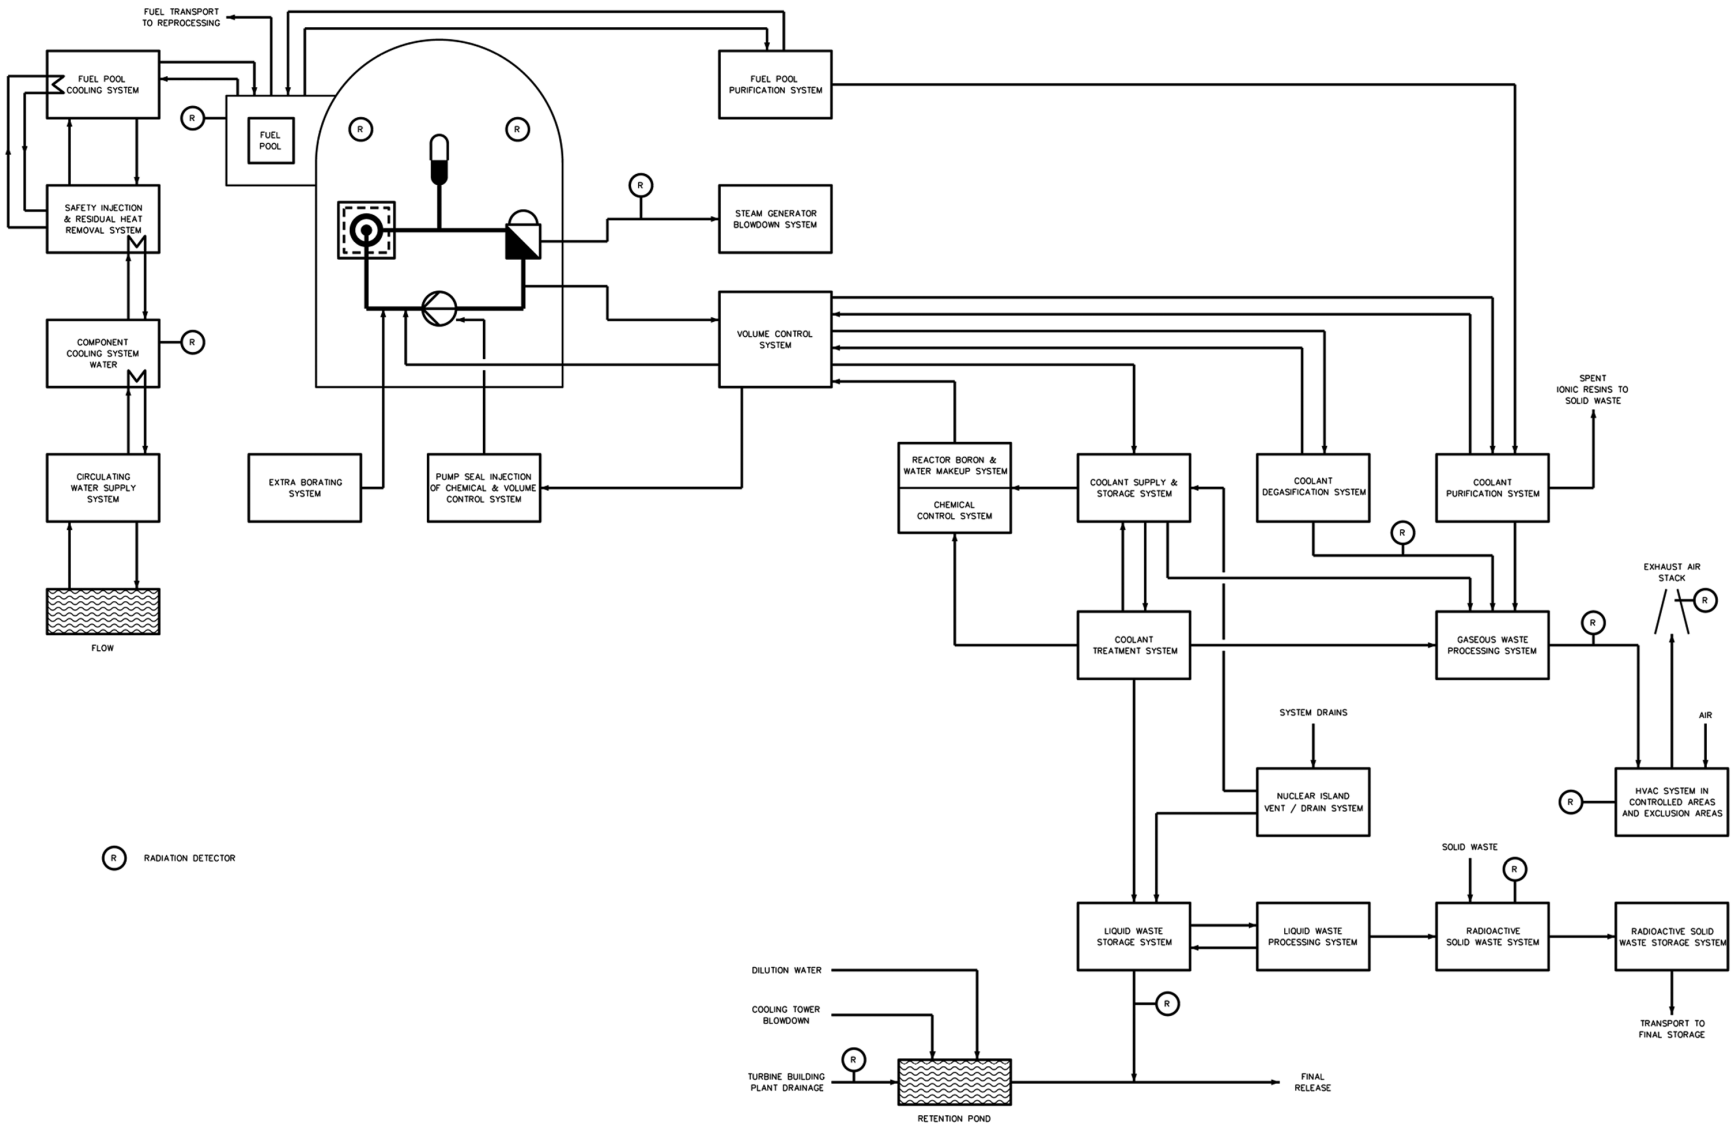 FUEL TRANSPORT
TO REPROCESSING
FUEL POOL
COOLING SYSTEM
FUEL POOL
PURIFICATION SYSTEM
R
FUEL
POOL
R
R
SAFETY INJECTION
& RESIDUAL HEAT
REMOVAL SYSTEM
R
STEAM GENERATOR
BLOWDOWN SYSTEM
COMPONENT
COOLING SYSTEM
WATER
R
VOLUME CONTROL
SYSTEM
SPENT
IONIC RESINS TO
SOLID WASTE
CIRCULATING
WATER SUPPLY
SYSTEM
EXTRA BORATING
SYSTEM
PUMP SEAL INJECTION
OF CHEMICAL & VOLUME
CONTROL SYSTEM
REACTOR BORON &
WATER MAKEUP SYSTEM
CHEMICAL
CONTROL SYSTEM
COOLANT SUPPLY &
STORAGE SYSTEM
COOLANT
DEGASIFICATION SYSTEM
COOLANT
PURIFICATION SYSTEM
R
EXHAUST AIR
STACK
R
FLOW
COOLANT
TREATMENT SYSTEM
GASEOUS WASTE
PROCESSING SYSTEM
R
SYSTEM DRAINS
AIR
NUCLEAR ISLAND
VENT / DRAIN SYSTEM
R
HVAC SYSTEM IN
CONTROLLED AREAS
AND EXCLUSION AREAS
R
RADIATION DETECTOR
SOLID WASTE
R
LIQUID WASTE
STORAGE SYSTEM
LIQUID WASTE
PROCESSING SYSTEM
RADIOACTIVE
SOLID WASTE SYSTEM
RADIOACTIVE SOLID
WASTE STORAGE SYSTEM
DILUTION WATER
R
COOLING TOWER
BLOWDOWN
TRANSPORT TO
FINAL STORAGE
R
TURBINE BUILDING
PLANT DRAINAGE
FINAL
RELEASE
RETENTION POND